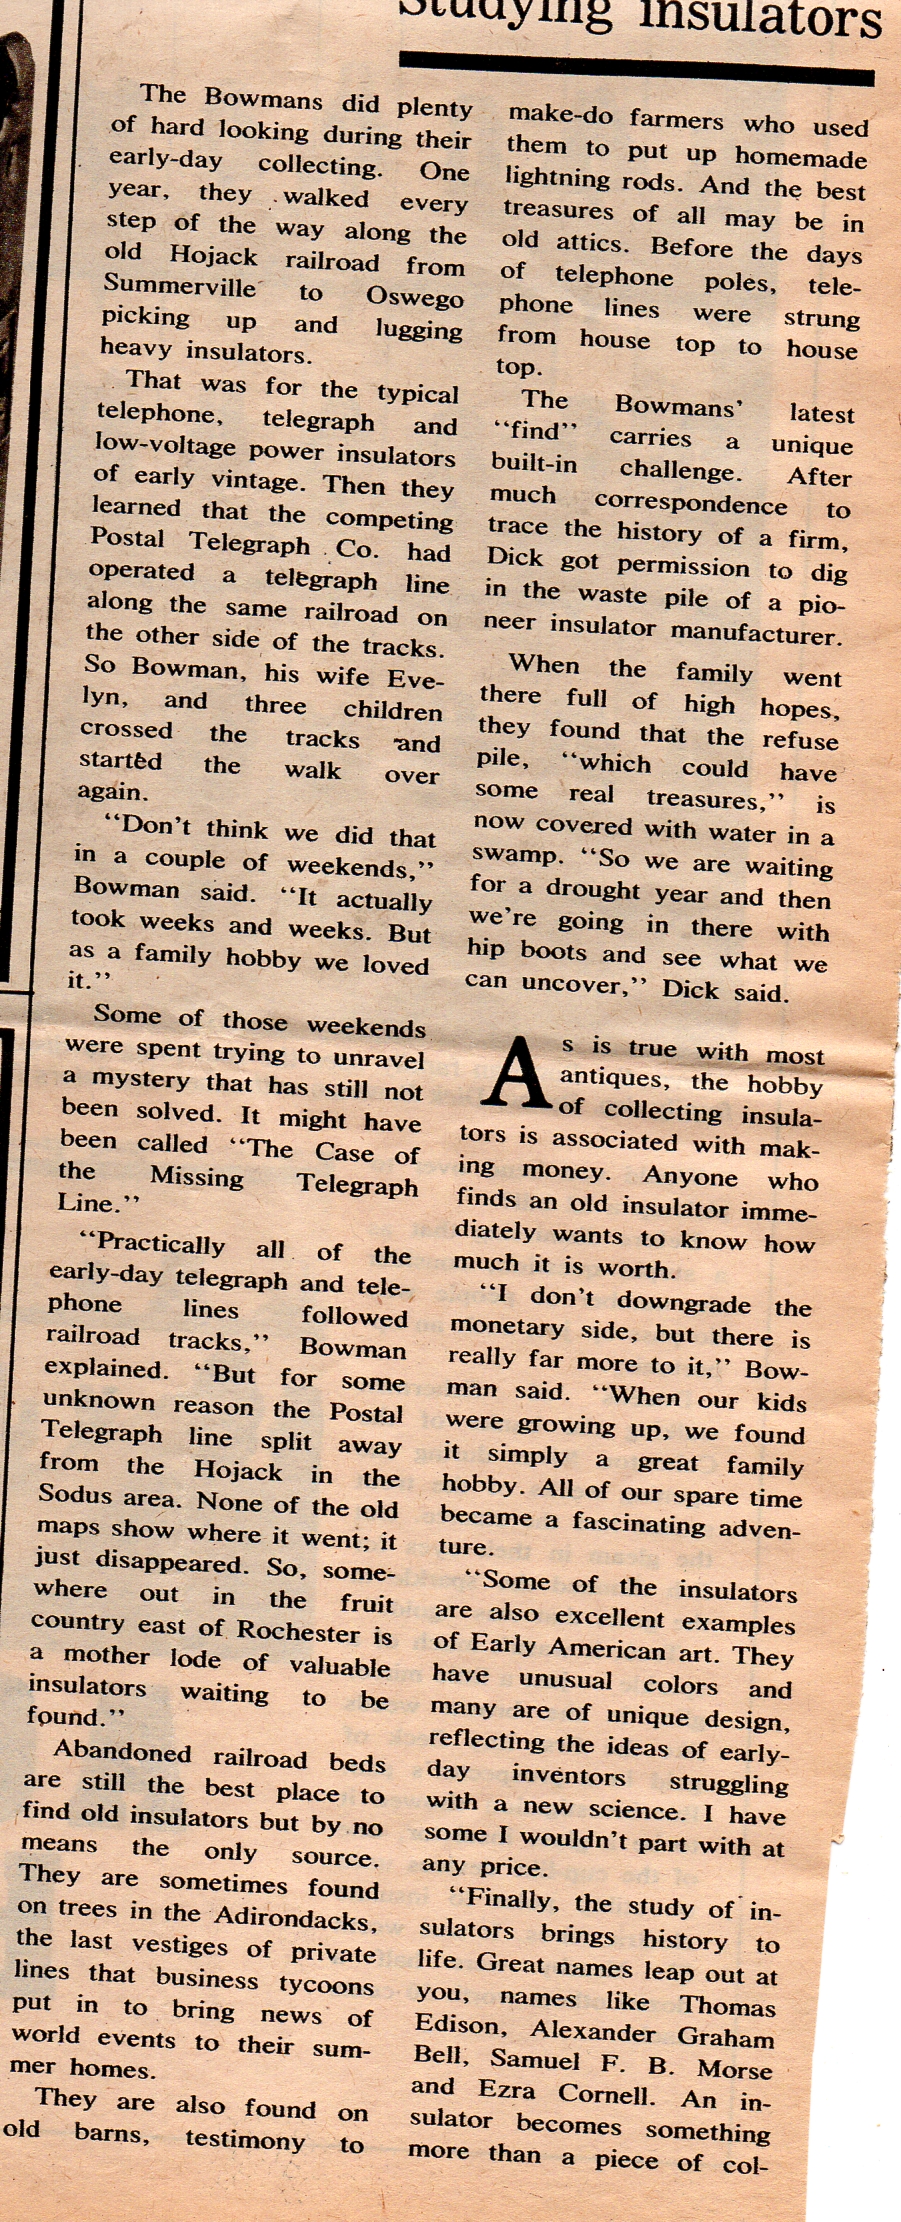 Studying insulators
The Bowmans did plenty
of hard looking during their
early-day collecting. One
year, they walked every
step of the way along the
old Hojack railroad from
Summerville to Oswego
picking up and lugging
heavy insulators.
That was for the typical
telephone, telegraph and
low-voltage power insulators
of early vintage. Then they
learned that the competing
Postal Telegraph Co. had
operated a telegraph line
along the same railroad on
the other side of the tracks.
So Bowman, his wife Eve-
lyn, and three children
crossed the tracks and
started the walk over
again.
"Don't think we did that
in a couple of weekends,"
Bowman said. "It actually
took weeks and weeks. But
as a family hobby we loved
it."
Some of those weekends
were spent trying to unravel
a mystery that has still not
been solved. It might have
been called "The Case of
the Missing Telegraph
Line."
"Practically all of the
early-day telegraph and tele-
phone lines followed
railroad tracks," Bowman
explained. "But for some
unknown reason the Postal
Telegraph line split away
from the Hojack in the
Sodus area. None of the old
maps show where it went; it
just disappeared. So, some-
where out in the fruit
country east of Rochester is
a mother lode of valuable
insulators waiting to be
found."
Abandoned railroad beds
are still the best place to
find old insulators but by no
means the only source.
They are sometimes found
on trees in the Adirondacks,
the last vestiges of private
lines that business tycoons
put in to bring news of
world events to their sum-
mer homes.
They are also found on
old barns, testimony to
make-do farmers who used
them to put up homemade
lightning rods. And the best
treasures of all may be in
old attics. Before the days
of telephone poles, tele-
phone lines were strung
from house top to house
top.
The Bowmans' latest
"find" carries a unique
built-in challenge. After
much correspondence to
trace the history of a firm,
Dick got permission to dig
in the waste pile of a pio-
neer insulator manufacturer.
When the family went
there full of high hopes,
they found that the refuse
pile, "which could have
some real treasures," is
now covered with water in a
swamp. "So we are waiting
for a drought year and then
we're going in there with
hip boots and see what we
can uncover," Dick said.
As is true with most
antiques, the hobby
of collecting insula-
tors is associated with mak-
ing money. Anyone who
finds an old insulator imme-
diately wants to know how
much it is worth.
"I don't downgrade the
monetary side, but there is
really far more to it," Bow-
man said. "When our kids
were growing up, we found
it simply a great family
hobby. All of our spare time
became a fascinating adven-
ture.
"Some of the insulators
are also excellent examples
of Early American art. They
have unusual colors and
many are of unique design,
reflecting the ideas of early-
day inventors struggling
with a new science. I have
some I wouldn't part with at
any price.
"Finally, the study of in-
sulators brings history to
life. Great names leap out at
you, names like Thomas
Edison, Alexander Graham
Bell, Samuel F. B. Morse
and Ezra Cornell. An in-
sulator becomes something
more than a piece of col-